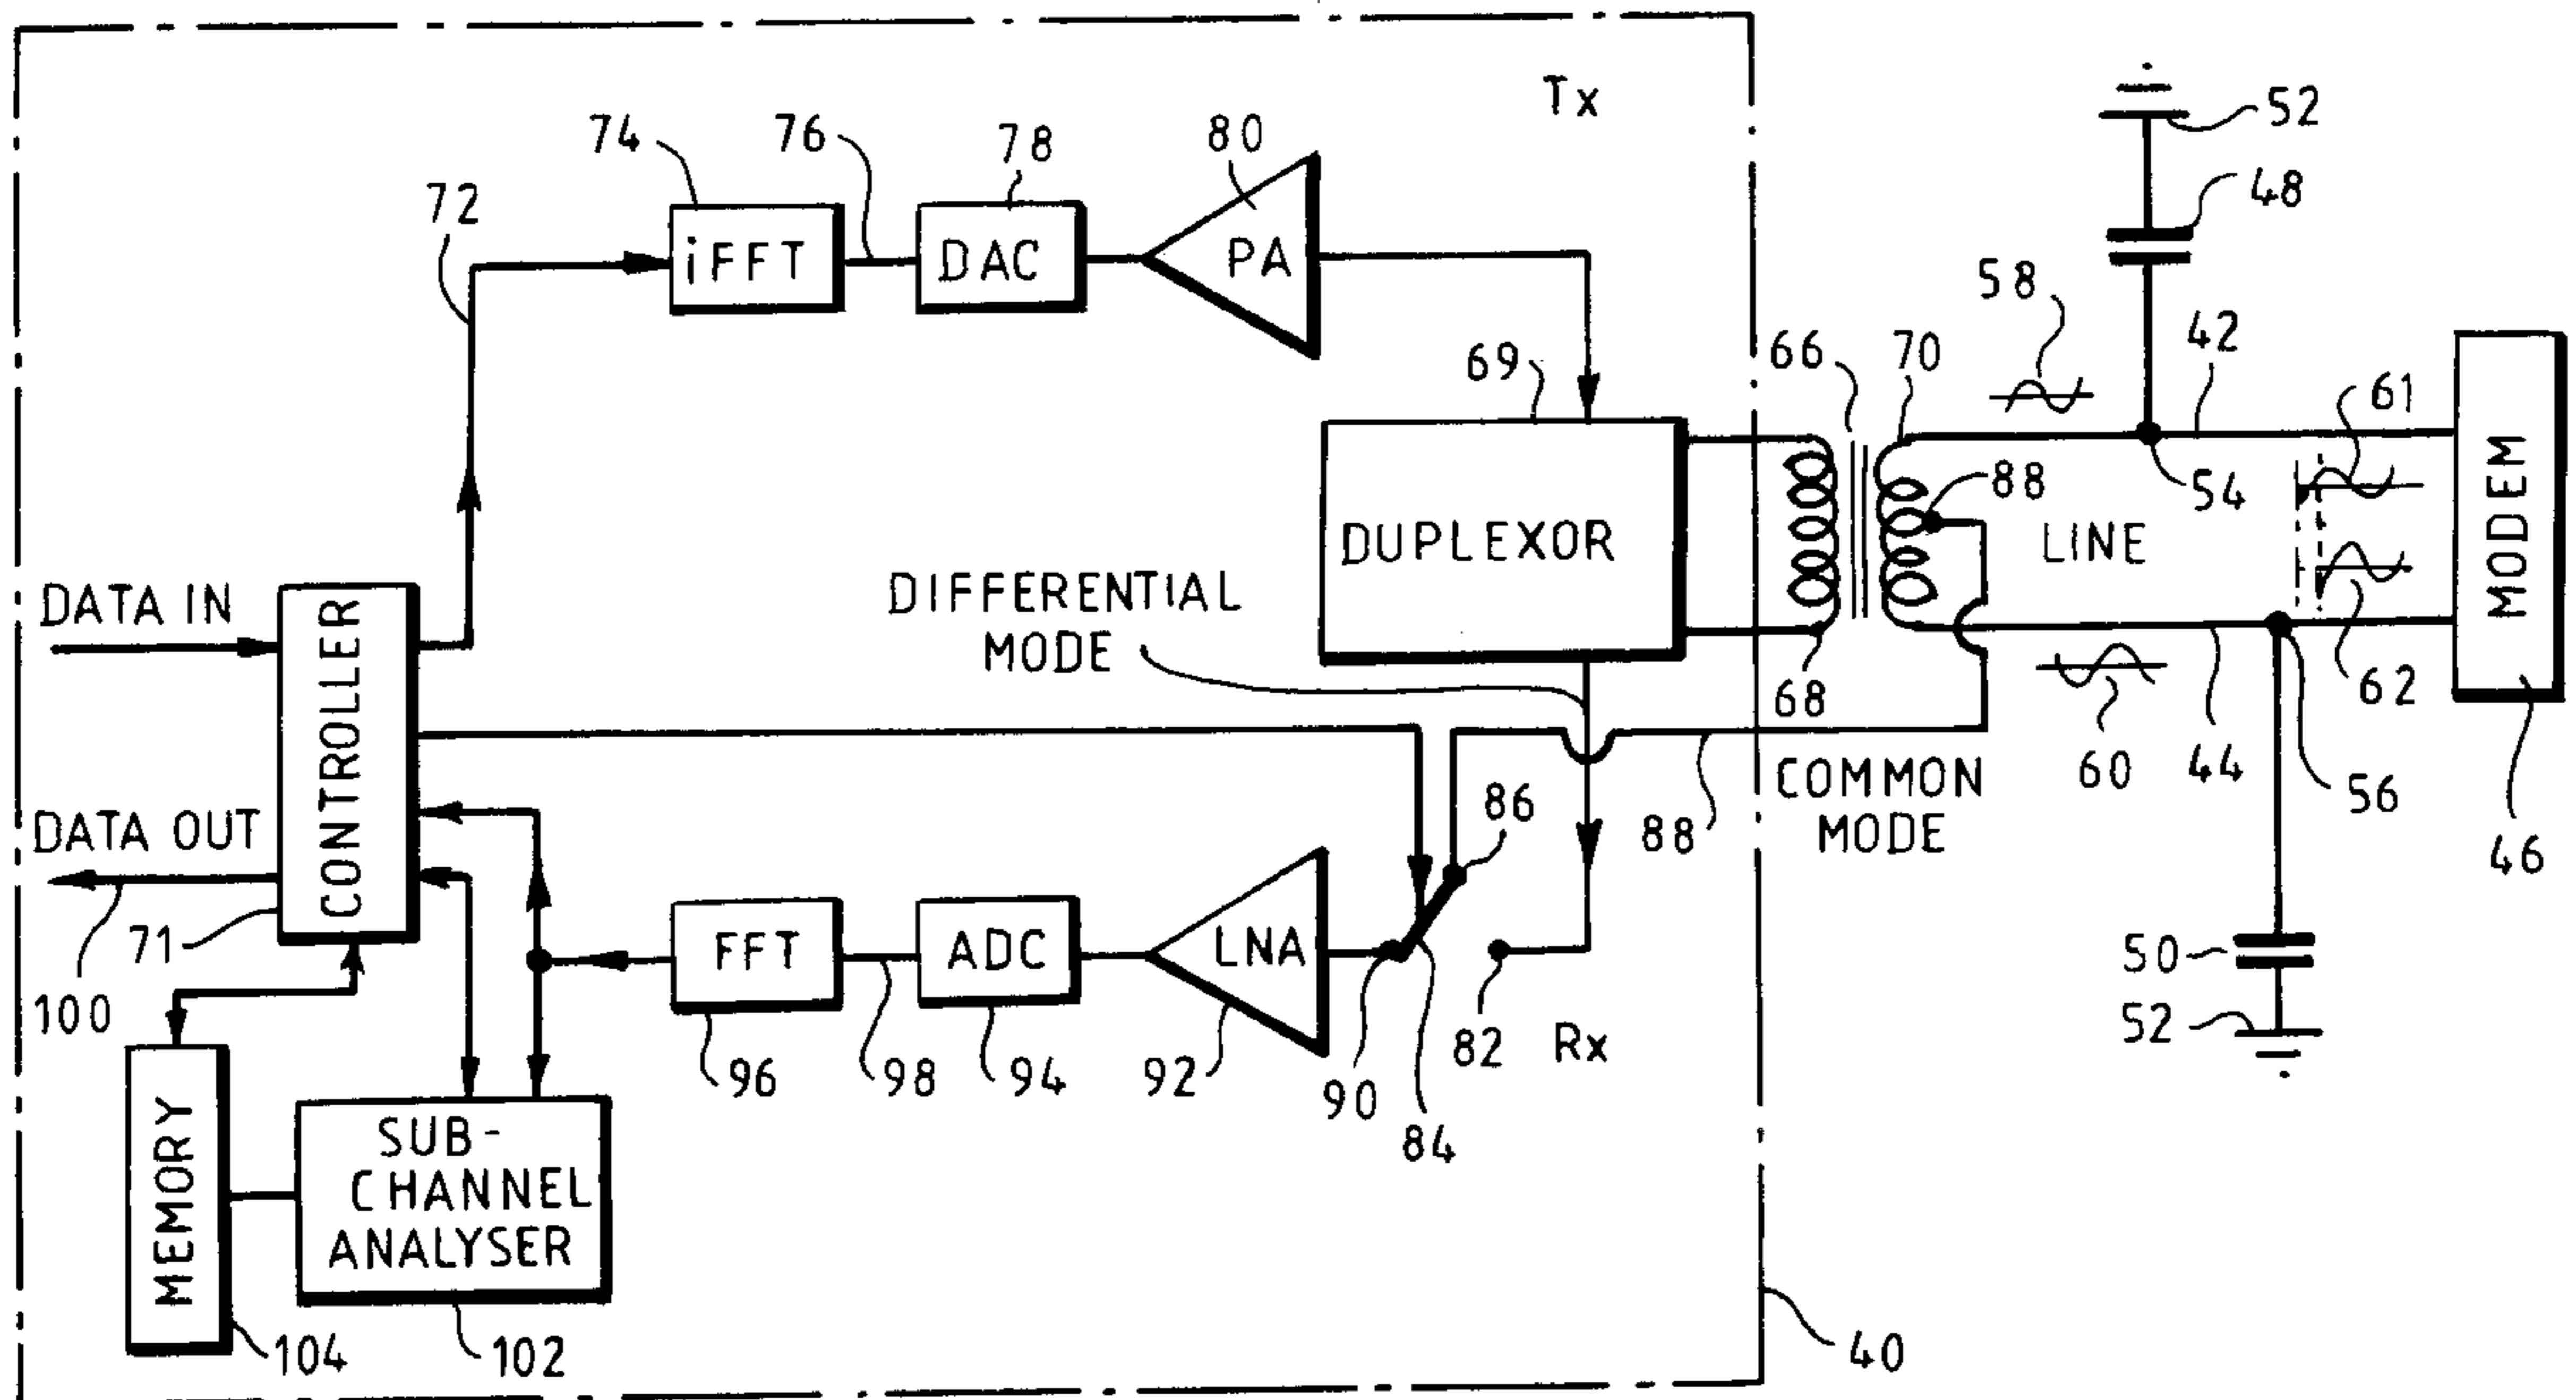 Tx
52
74
76
78
80
48
72
iFFT
DAC
PA
58
42
69
66
70
61
88
54
DUPLEXOR
LINE
MODEM
DATA IN
DIFFERENTIAL
MODE
68
62
60
44
56
CONTROLLER
COMMON
MODE
88
86
46
DATA OUT
71
FFT
ADC
LNA
50
100
52
96
98
94
92
90
84
82
Rx
MEMORY
SUB-
CHANNEL
ANALYSER
104
102
40